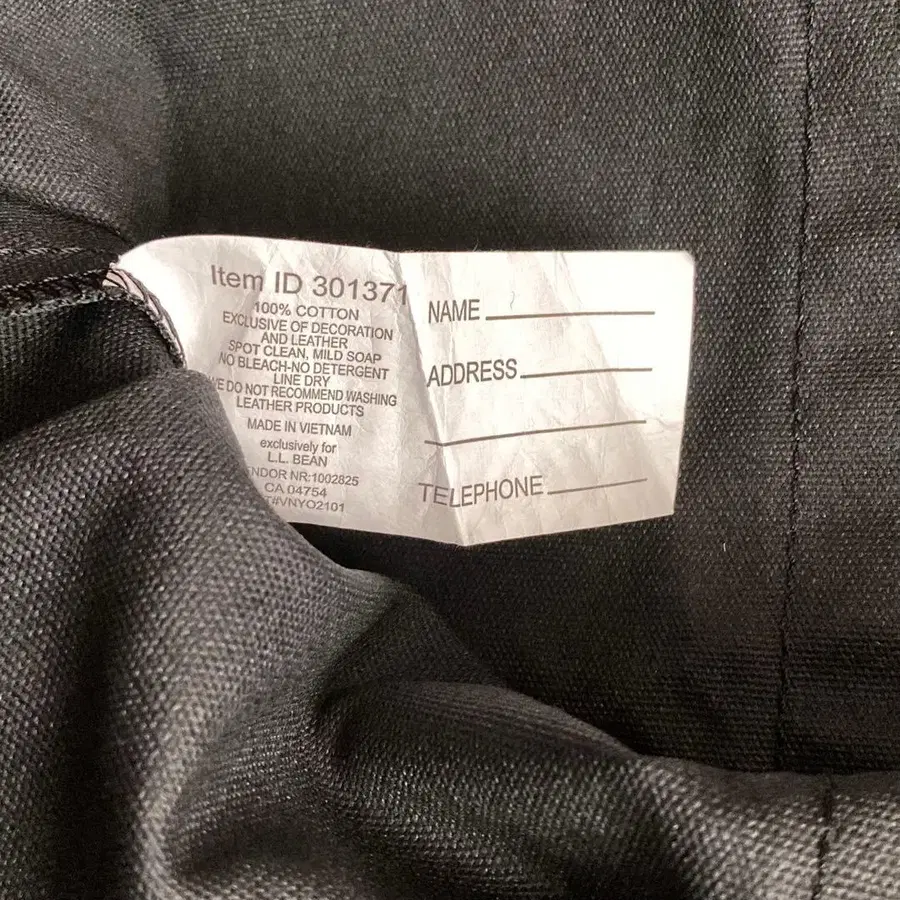 Item ID 301371
100% COTTON
EXCLUSIVE OF DECORATION
AND LEATHER
SPOT CLEAN, MILD SOAP
NO BLEACH-NO DETERGENT
LINE DRY
WE DO NOT RECOMMEND WASHING
LEATHER PRODUCTS
MADE IN VIETNAM
exclusively for
L.L. BEAN
ENDOR NR:1002825
CA 04754
T#VNYO2101
NAME
ADDRESS
TELEPHONE